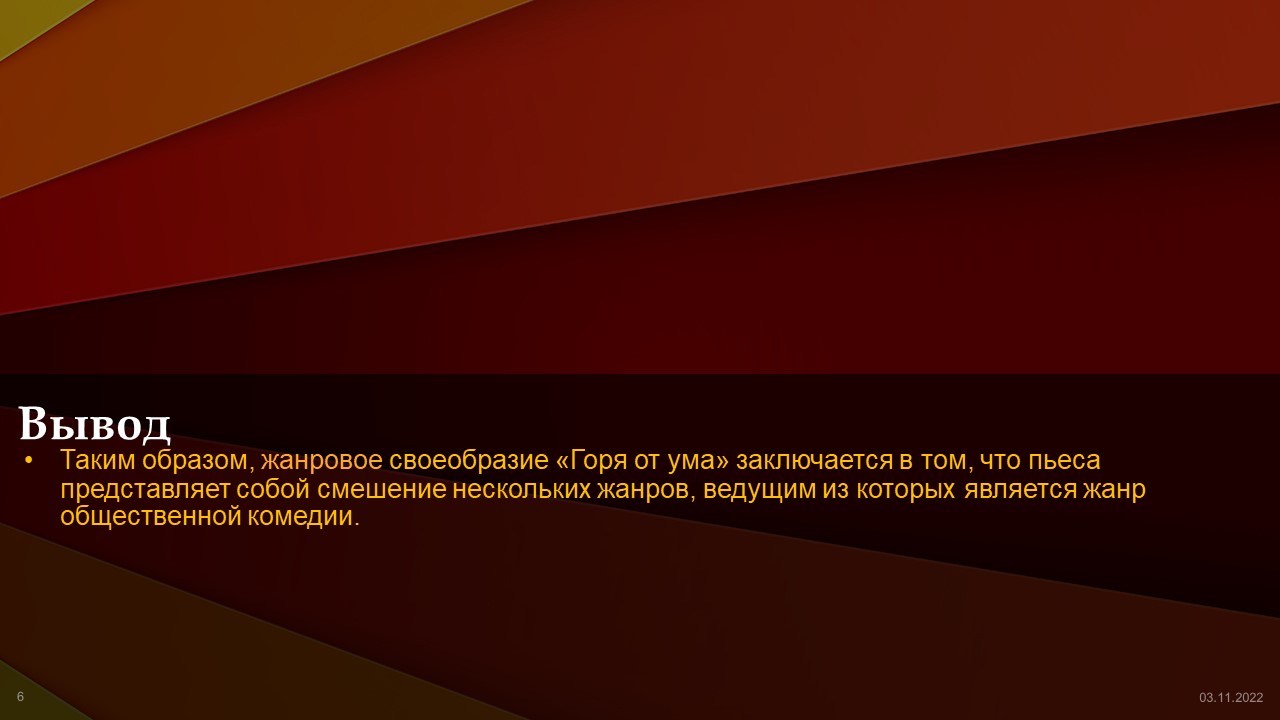 Вывод
• Таким образом, жанровое своеобразие «Горя от ума» заключается в том, что пьеса
представляет собой смешение нескольких жанров, ведущим из которых является жанр
общественной комедии.
6
03.11.2022